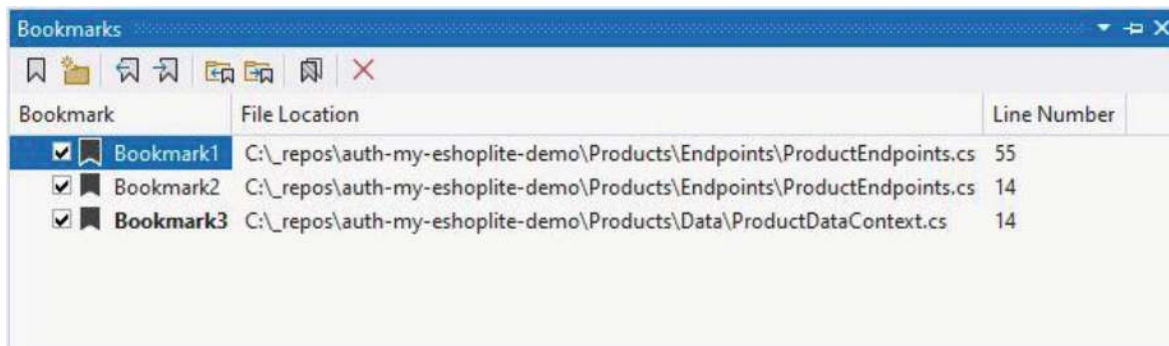 Bookmarks
Bookmark File Location Line Number
Bookmark1 C:\_repos\auth-my-eshoplite-demo\Products\Endpoints\ProductEndpoints.cs 55
Bookmark2 C:\_repos\auth-my-eshoplite-demo\Products\Endpoints\ProductEndpoints.cs 14
Bookmark3 C:\_repos\auth-my-eshoplite-demo\Products\Data\ProductDataContext.cs 14